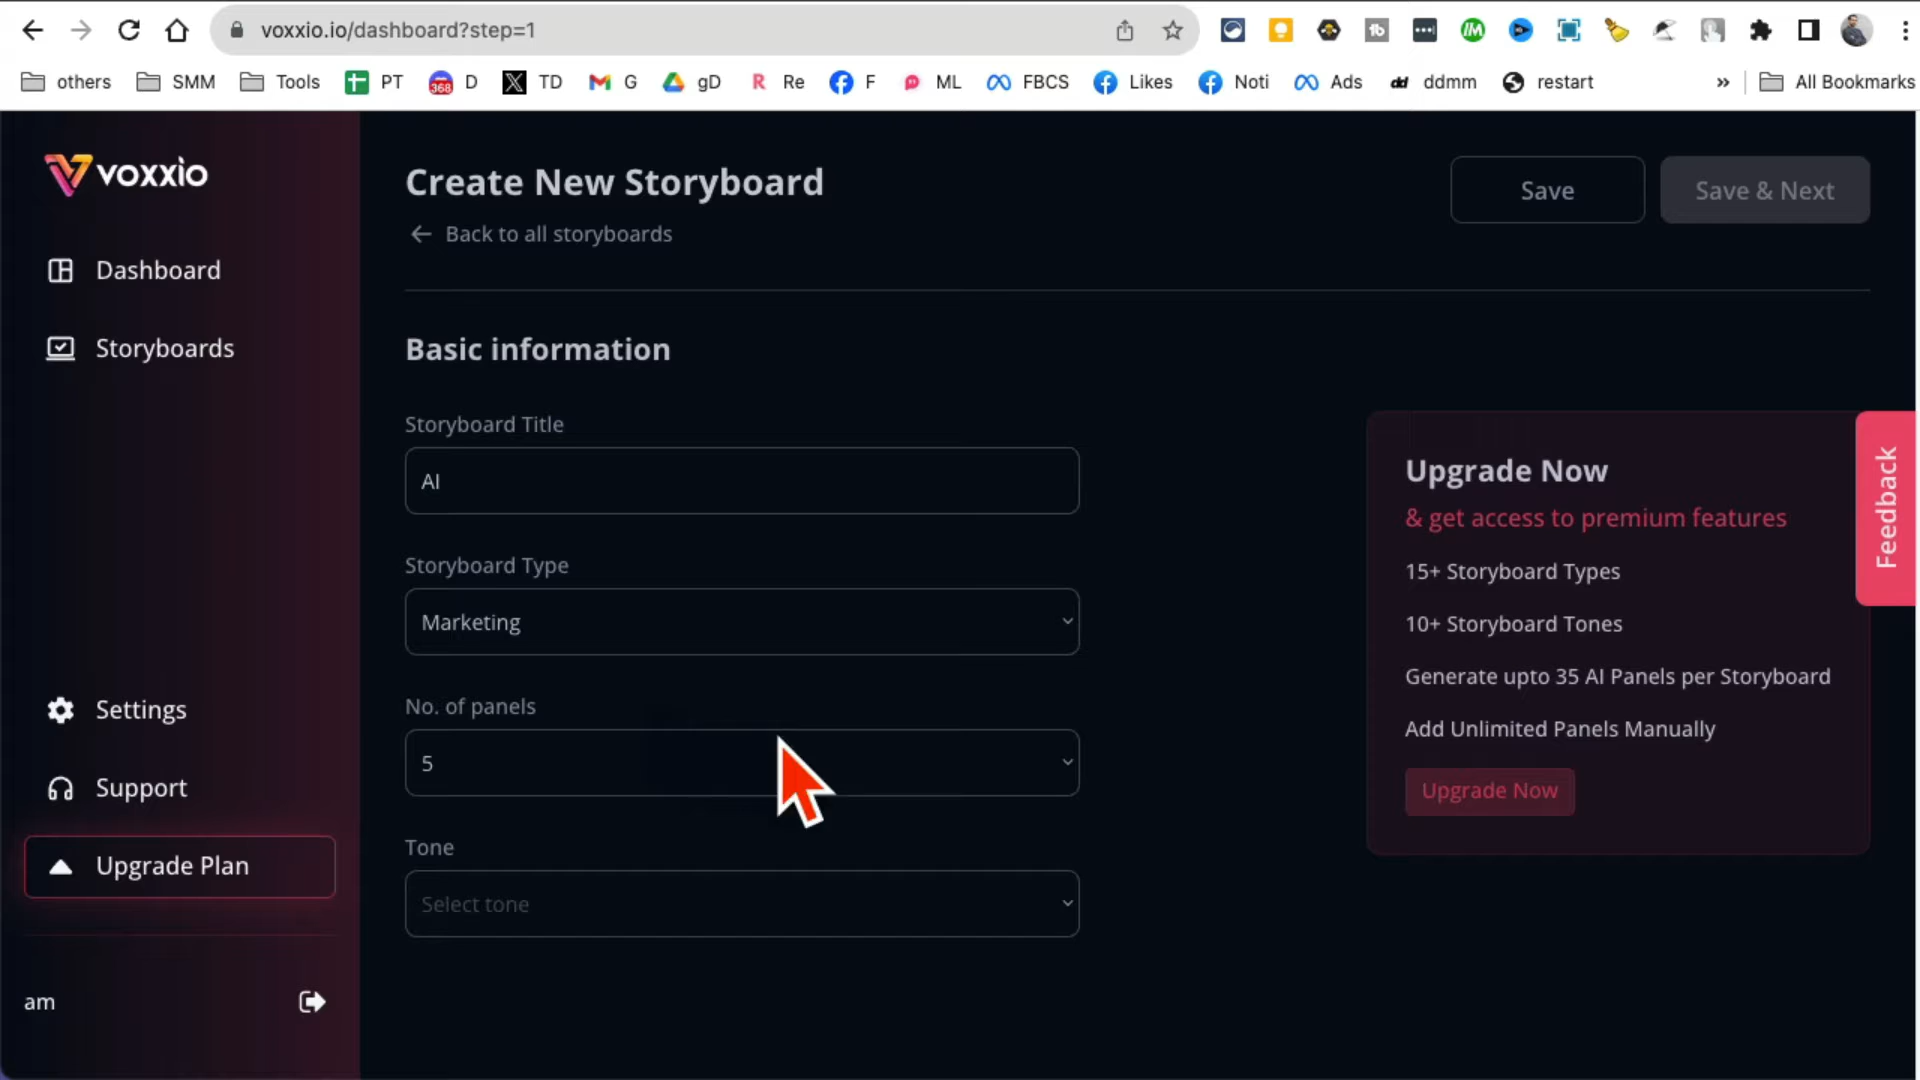 voxxio.io/dashboard?step=1
others SMM Tools PT 368 D TD G gD R Re F ML FBCS Likes Noti Ads dd ddmm restart » All Bookmarks
voxxio
Dashboard
Storyboards
Settings
Support
Upgrade Plan
am
Create New Storyboard
Back to all storyboards
Save
Save & Next
Basic information
Storyboard Title
AI
Storyboard Type
Marketing
No. of panels
5
Tone
Select tone
Upgrade Now
& get access to premium features
15+ Storyboard Types
10+ Storyboard Tones
Generate upto 35 AI Panels per Storyboard
Add Unlimited Panels Manually
Upgrade Now
Feedback